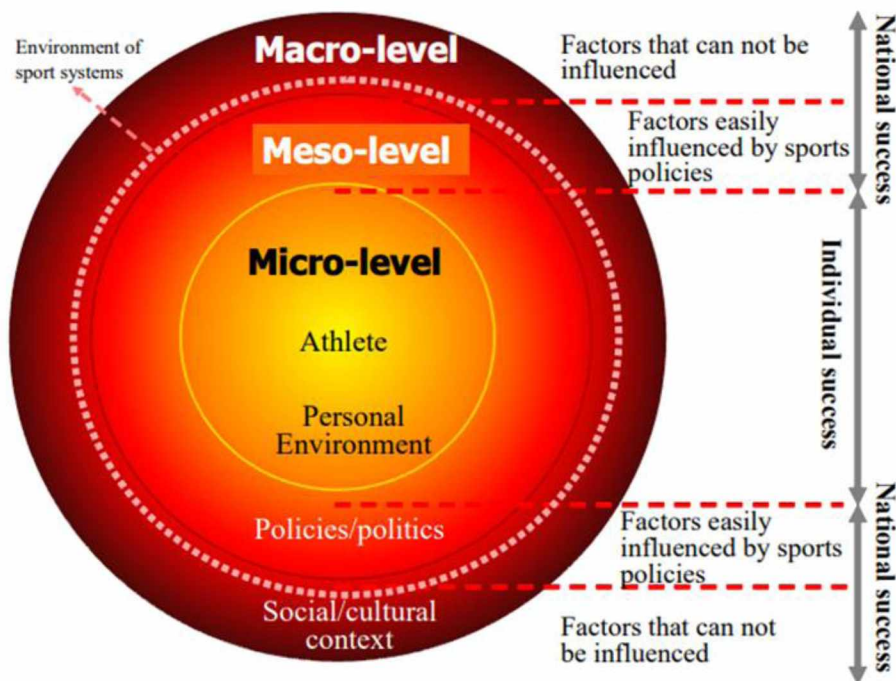 Environment of
sport systems
Macro-level
Factors that can not be
influenced
National success
Meso-level
Factors easily
influenced by sports
policies
Micro-level
Athlete
Personal
Environment
Individual success
Policies/politics
Factors easily
influenced by sports
policies
Social/cultural
context
Factors that can not
be influenced
National success